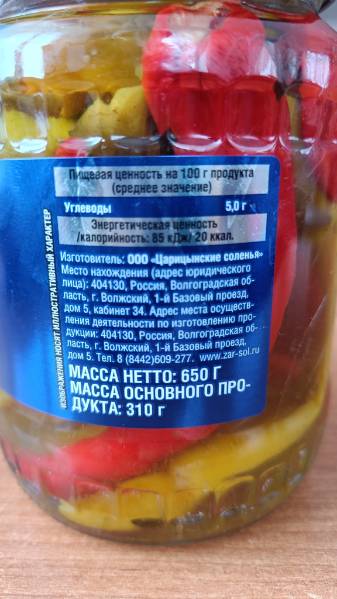 Пищевая ценность на 100 г продукта
(среднее значение)
Углеводы 5,0 г
Энергетическая ценность
/калорийность: 85 кДж/ 20 ккал.
Изготовитель: ООО «Царицынские соленья»
Место нахождения (адрес юридического
лица): 404130, Россия, Волгоградская об-
ласть, г. Волжский, 1-й Базовый проезд,
дом 5, кабинет 34. Адрес места осуществ-
ления деятельности по изготовлению про-
дукции: 404130, Россия, Волгоградская об-
ласть, г. Волжский, 1-й Базовый проезд,
дом 5. Тел. 8 (8442)609-277. www.zar-sol.ru
МАССА НЕТТО: 650 Г
МАССА ОСНОВНОГО ПРО-
ДУКТА: 310 г
ИЗОБРАЖЕНИЯ НОСЯТ ИЛЛЮСТРАТИВНЫЙ ХАРАКТЕР